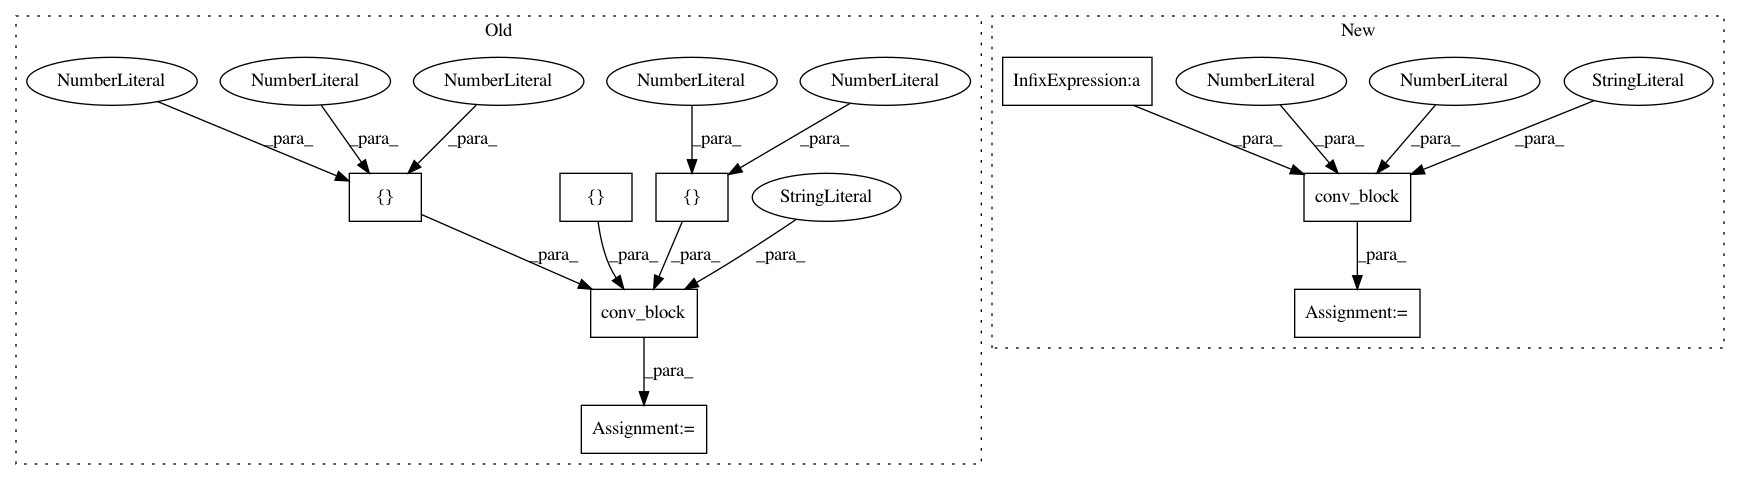 Old
New
NumberLiteral
NumberLiteral
NumberLiteral
NumberLiteral
NumberLiteral
InfixExpression:a
NumberLiteral
NumberLiteral
StringLiteral
_para_
_para_
_para_
_para_
_para_
_para_
_para_
_para_
_para_
{}
{}
{}
StringLiteral
conv_block
_para_
_para_
_para_
_para_
_para_
conv_block
Assignment:=
_para_
Assignment:=